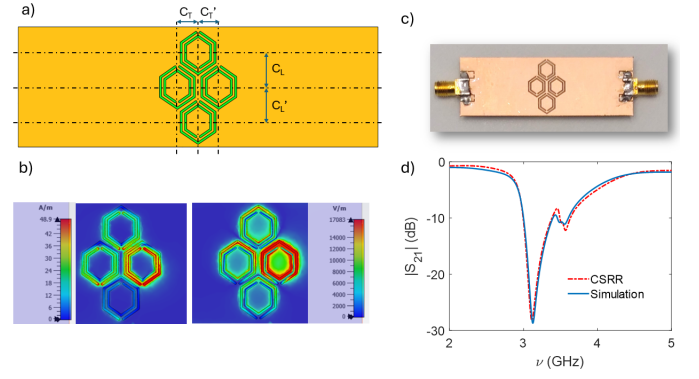 a)
C_T C_T'
C_L
C_L'
b)
A/m
48.9
42
36
30
24
18
12
6
0
V/m
17083
14000
12000
10000
8000
6000
4000
2000
0
c)
d)
|S_21| (dB)
0
-10
-20
-30
CSRR
Simulation
2 3 4 5
ν (GHz)